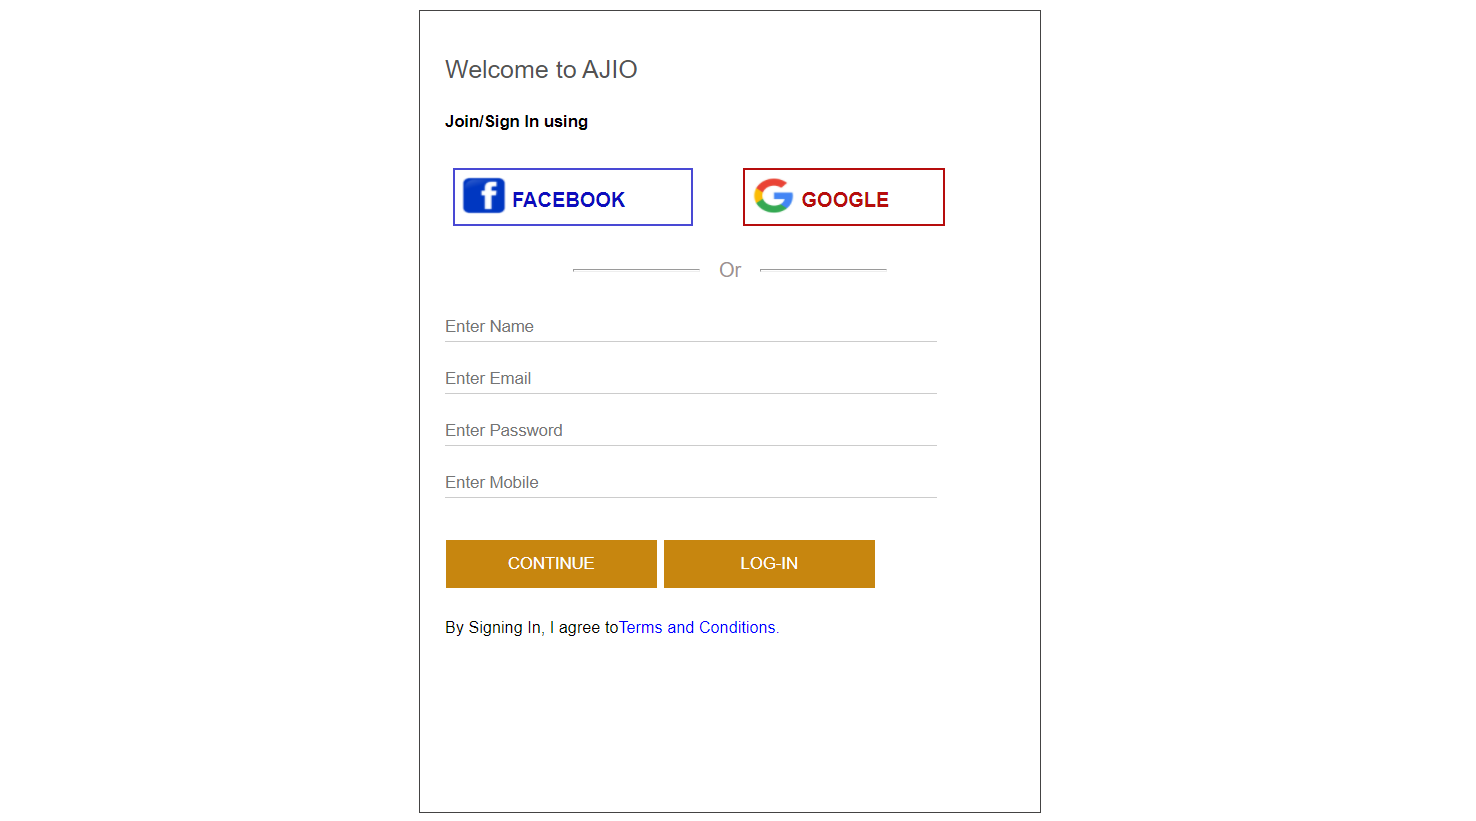 Welcome to AJIO
Join/Sign In using
FACEBOOK GOOGLE
Or
Enter Name
Enter Email
Enter Password
Enter Mobile
CONTINUE LOG-IN
By Signing In, I agree toTerms and Conditions.